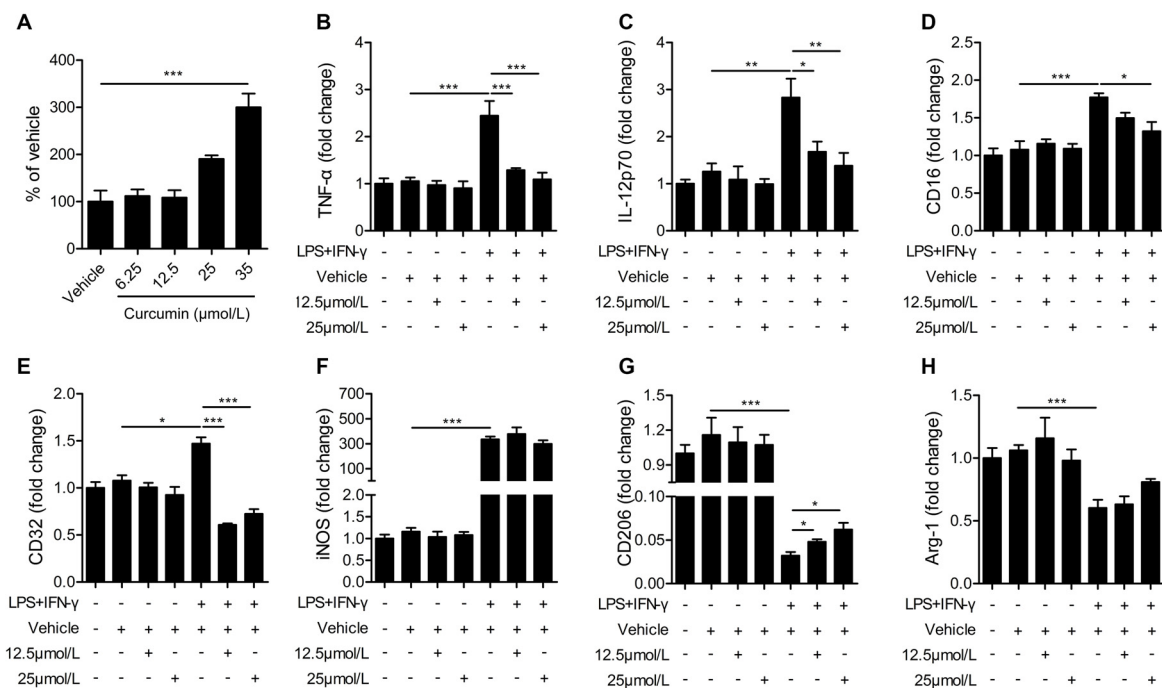 A
% of vehicle
400
300
200
100
0
***
Vehicle
6.25
12.5
25
35
Curcumin (μmol/L)
B
TNF-α (fold change)
4
3
2
1
0
***
***
***
LPS+IFN-γ - - - - + + +
Vehicle - + + + + + +
12.5μmol/L - - + - - + -
25μmol/L - - - + - - +
C
IL-12p70 (fold change)
4
3
2
1
0
**
**
*
LPS+IFN-γ - - - - + + +
Vehicle - + + + + + +
12.5μmol/L - - + - - + -
25μmol/L - - - + - - +
D
CD16 (fold change)
2.5
2.0
1.5
1.0
0.5
0.0
***
*
LPS+IFN-γ - - - - + + +
Vehicle - + + + + + +
12.5μmol/L - - + - - + -
25μmol/L - - - + - - +
E
CD32 (fold change)
2.0
1.5
1.0
0.5
0.0
***
*
***
LPS+IFN-γ - - - - + + +
Vehicle - + + + + + +
12.5μmol/L - - + - - + -
25μmol/L - - - + - - +
F
iNOS (fold change)
700
500
300
100
2.0
1.5
1.0
0.5
0.0
***
LPS+IFN-γ - - - - + + +
Vehicle - + + + + + +
12.5μmol/L - - + - - + -
25μmol/L - - - + - - +
G
CD206 (fold change)
1.5
1.2
0.9
0.10
0.05
0.00
***
*
*
LPS+IFN-γ - - - - + + +
Vehicle - + + + + + +
12.5μmol/L - - + - - + -
25μmol/L - - - + - - +
H
Arg-1 (fold change)
1.5
1.0
0.5
0.0
***
LPS+IFN-γ - - - - + + +
Vehicle - + + + + + +
12.5μmol/L - - + - - + -
25μmol/L - - - + - - +